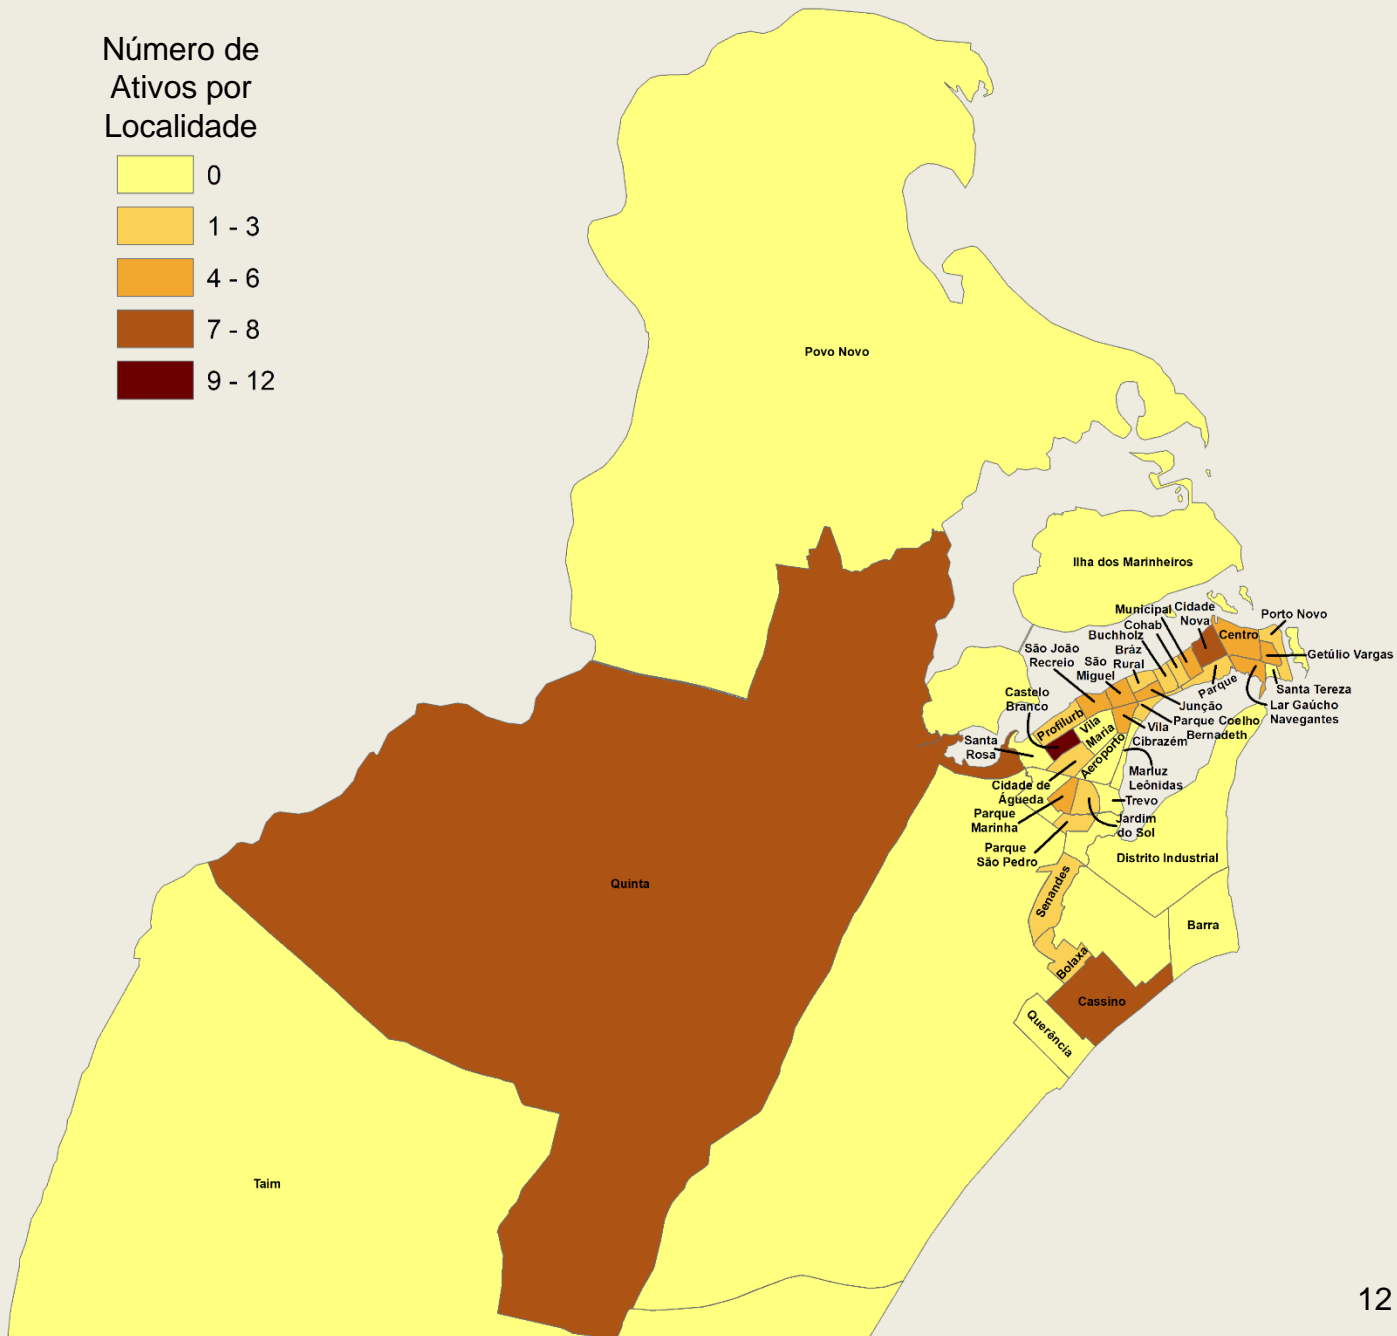 Número de
Ativos por
Localidade
0
1 - 3
4 - 6
7 - 8
9 - 12
Povo Novo
Ilha dos Marinheiros
Municipal
Cidade
Nova
Porto Novo
Cohab
Buchholz
Centro
Getúlio Vargas
São João
Recreio
Bráz
Rural
São
Miguel
Parque
Santa Tereza
Castelo
Branco
Junção
Lar Gaúcho
Navegantes
Profilurb
Vila
Maria
Vila
Cibrazém
Parque Coelho
Bernadeth
Santa
Rosa
Aeroporto
Marluz
Leônidas
Cidade de
Águeda
Trevo
Parque
Marinha
Jardim
do Sol
Parque
São Pedro
Distrito Industrial
Quinta
Senandes
Barra
Bolaxa
Cassino
Querência
Taim
12